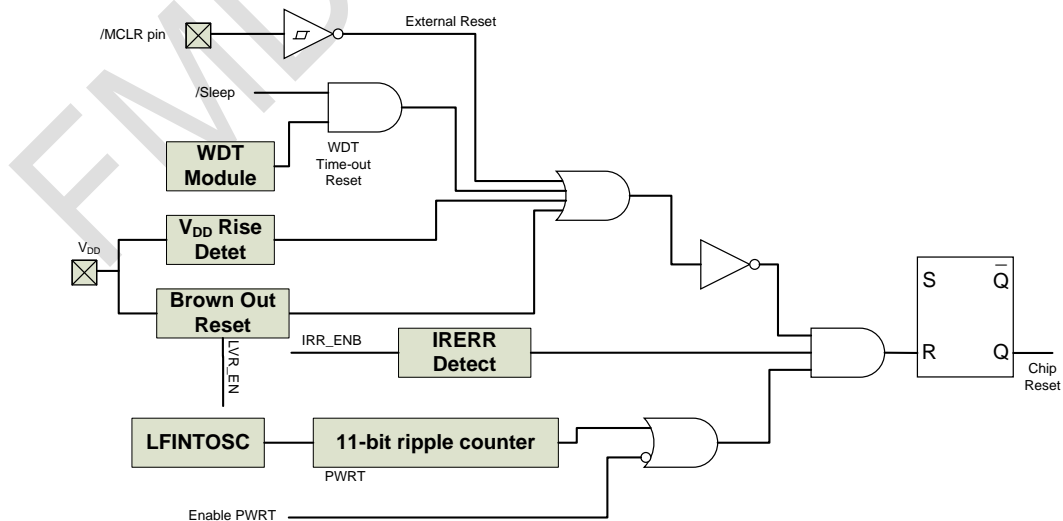 FMD
/MCLR pin
External Reset
/Sleep
WDT
Module
WDT
Time-out
Reset
VDD
VDD Rise
Detet
Brown Out
Reset
LVR_EN
IRR_ENB
IRERR
Detect
S
Q
R
Q
Chip
Reset
LFINTOSC
11-bit ripple counter
PWRT
Enable PWRT